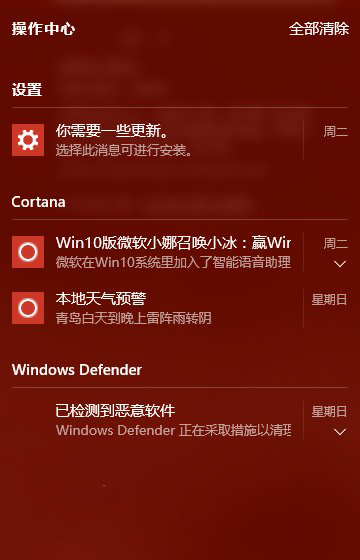 操作中心 全部清除
设置
你需要一些更新。 周二
选择此消息可进行安装。
Cortana
Win10版微软小娜召唤小冰：赢Wir 周二
微软在Win10系统里加入了智能语音助理
本地天气预警 星期日
青岛白天到晚上雷阵雨转阴
Windows Defender
已检测到恶意软件 星期日
Windows Defender 正在采取措施以清理